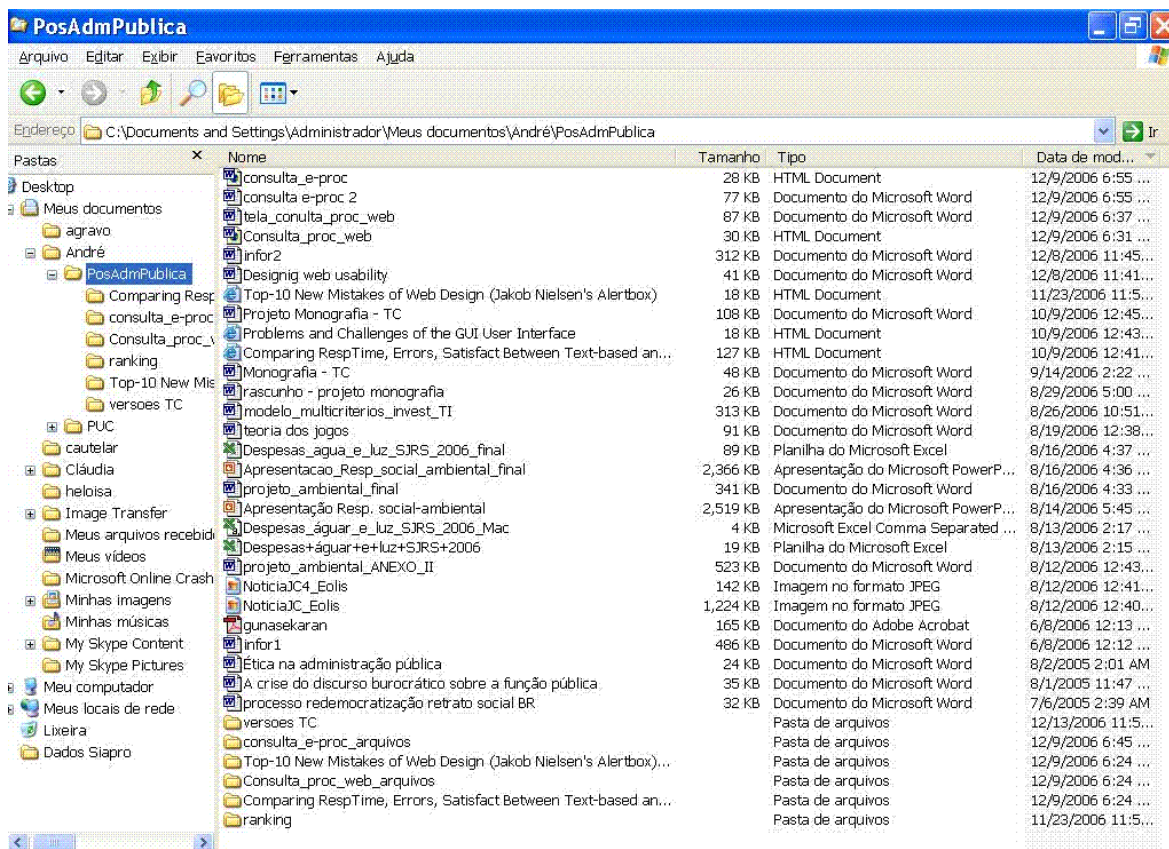 PosAdmPublica
Arquivo Editar Exibir Favoritos Ferramentas Ajuda
Endereço C:\Documents and Settings\Administrador\Meus documentos\André\PosAdmPublica Ir
Pastas × Nome Tamanho Tipo Data de mod...
Desktop
Meus documentos
agravo
André
PosAdmPublica
Comparing Resp
consulta_e-proc
Consulta_proc_v
ranking
Top-10 New Mis
versoes TC
PUC
cautelar
Cláudia
heloisa
Image Transfer
Meus arquivos recebid
Meus vídeos
Microsoft Online Crash
Minhas imagens
Minhas músicas
My Skype Content
My Skype Pictures
Meu computador
Meus locais de rede
Lixeira
Dados Siapro
consulta_e-proc 28 KB HTML Document 12/9/2006 6:55 ...
consulta e-proc 2 77 KB Documento do Microsoft Word 12/9/2006 6:55 ...
tela_conulta_proc_web 87 KB Documento do Microsoft Word 12/9/2006 6:37 ...
Consulta_proc_web 30 KB HTML Document 12/9/2006 6:31 ...
infor2 312 KB Documento do Microsoft Word 12/8/2006 11:45...
Designig web usability 41 KB Documento do Microsoft Word 12/8/2006 11:41...
Top-10 New Mistakes of Web Design (Jakob Nielsen's Alertbox) 18 KB HTML Document 11/23/2006 11:5...
Projeto Monografia - TC 108 KB Documento do Microsoft Word 10/9/2006 12:45...
Problems and Challenges of the GUI User Interface 18 KB HTML Document 10/9/2006 12:43...
Comparing RespTime, Errors, Satisfact Between Text-based an... 127 KB HTML Document 10/9/2006 12:41...
Monografia - TC 48 KB Documento do Microsoft Word 9/14/2006 2:22 ...
rascunho - projeto monografia 26 KB Documento do Microsoft Word 8/29/2006 5:00 ...
modelo_multicriterios_invest_TI 313 KB Documento do Microsoft Word 8/26/2006 10:51...
teoria dos jogos 91 KB Documento do Microsoft Word 8/19/2006 12:38...
Despesas_agua_e_luz_SJRS_2006_final 89 KB Planilha do Microsoft Excel 8/16/2006 4:37 ...
Apresentacao_Resp_social_ambiental_final 2,366 KB Apresentação do Microsoft PowerP... 8/16/2006 4:36 ...
projeto_ambiental_final 341 KB Documento do Microsoft Word 8/16/2006 4:33 ...
Apresentação Resp. social-ambiental 2,519 KB Apresentação do Microsoft PowerP... 8/14/2006 5:45 ...
Despesas_águar_e_luz_SJRS_2006_Mac 4 KB Microsoft Excel Comma Separated ... 8/13/2006 2:17 ...
Despesas+águar+e+luz+SJRS+2006 19 KB Planilha do Microsoft Excel 8/13/2006 2:15 ...
projeto_ambiental_ANEXO_II 523 KB Documento do Microsoft Word 8/12/2006 12:43...
NoticiaJC4_Eolis 142 KB Imagem no formato JPEG 8/12/2006 12:41...
NoticiaJC_Eolis 1,224 KB Imagem no formato JPEG 8/12/2006 12:40...
gunasekaran 165 KB Documento do Adobe Acrobat 6/8/2006 12:13 ...
infor1 486 KB Documento do Microsoft Word 6/8/2006 12:12 ...
Ética na administração pública 24 KB Documento do Microsoft Word 8/2/2005 2:01 AM
A crise do discurso burocrático sobre a função pública 35 KB Documento do Microsoft Word 8/1/2005 11:47 ...
processo redemocratização retrato social BR 32 KB Documento do Microsoft Word 7/6/2005 2:39 AM
versoes TC Pasta de arquivos 12/13/2006 11:5...
consulta_e-proc_arquivos Pasta de arquivos 12/9/2006 6:45 ...
Top-10 New Mistakes of Web Design (Jakob Nielsen's Alertbox)... Pasta de arquivos 12/9/2006 6:24 ...
Consulta_proc_web_arquivos Pasta de arquivos 12/9/2006 6:24 ...
Comparing RespTime, Errors, Satisfact Between Text-based an... Pasta de arquivos 12/9/2006 6:24 ...
ranking Pasta de arquivos 11/23/2006 11:5...